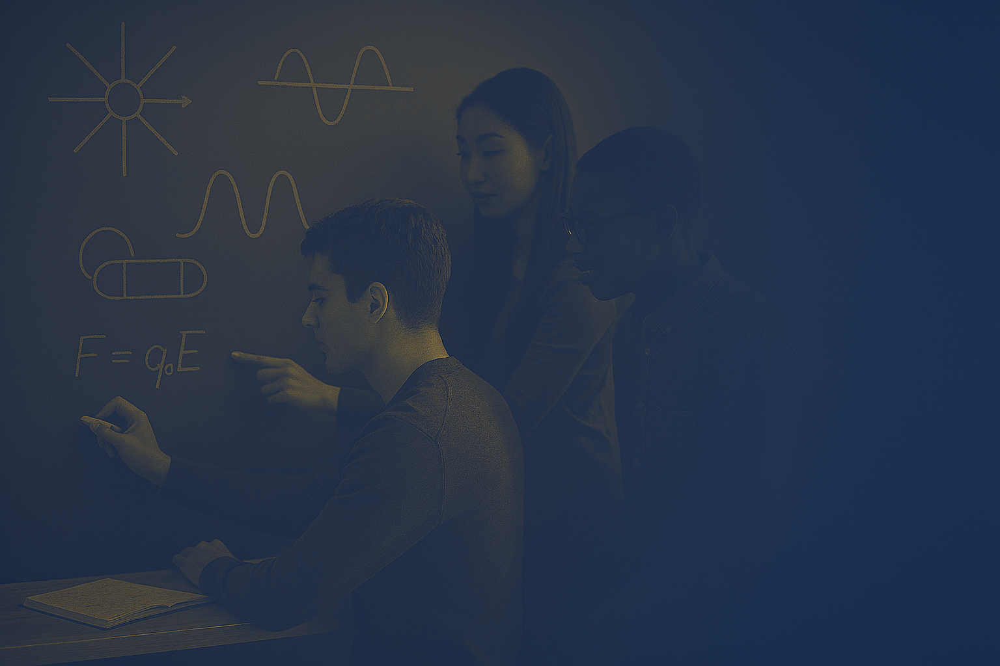 F = q₀E